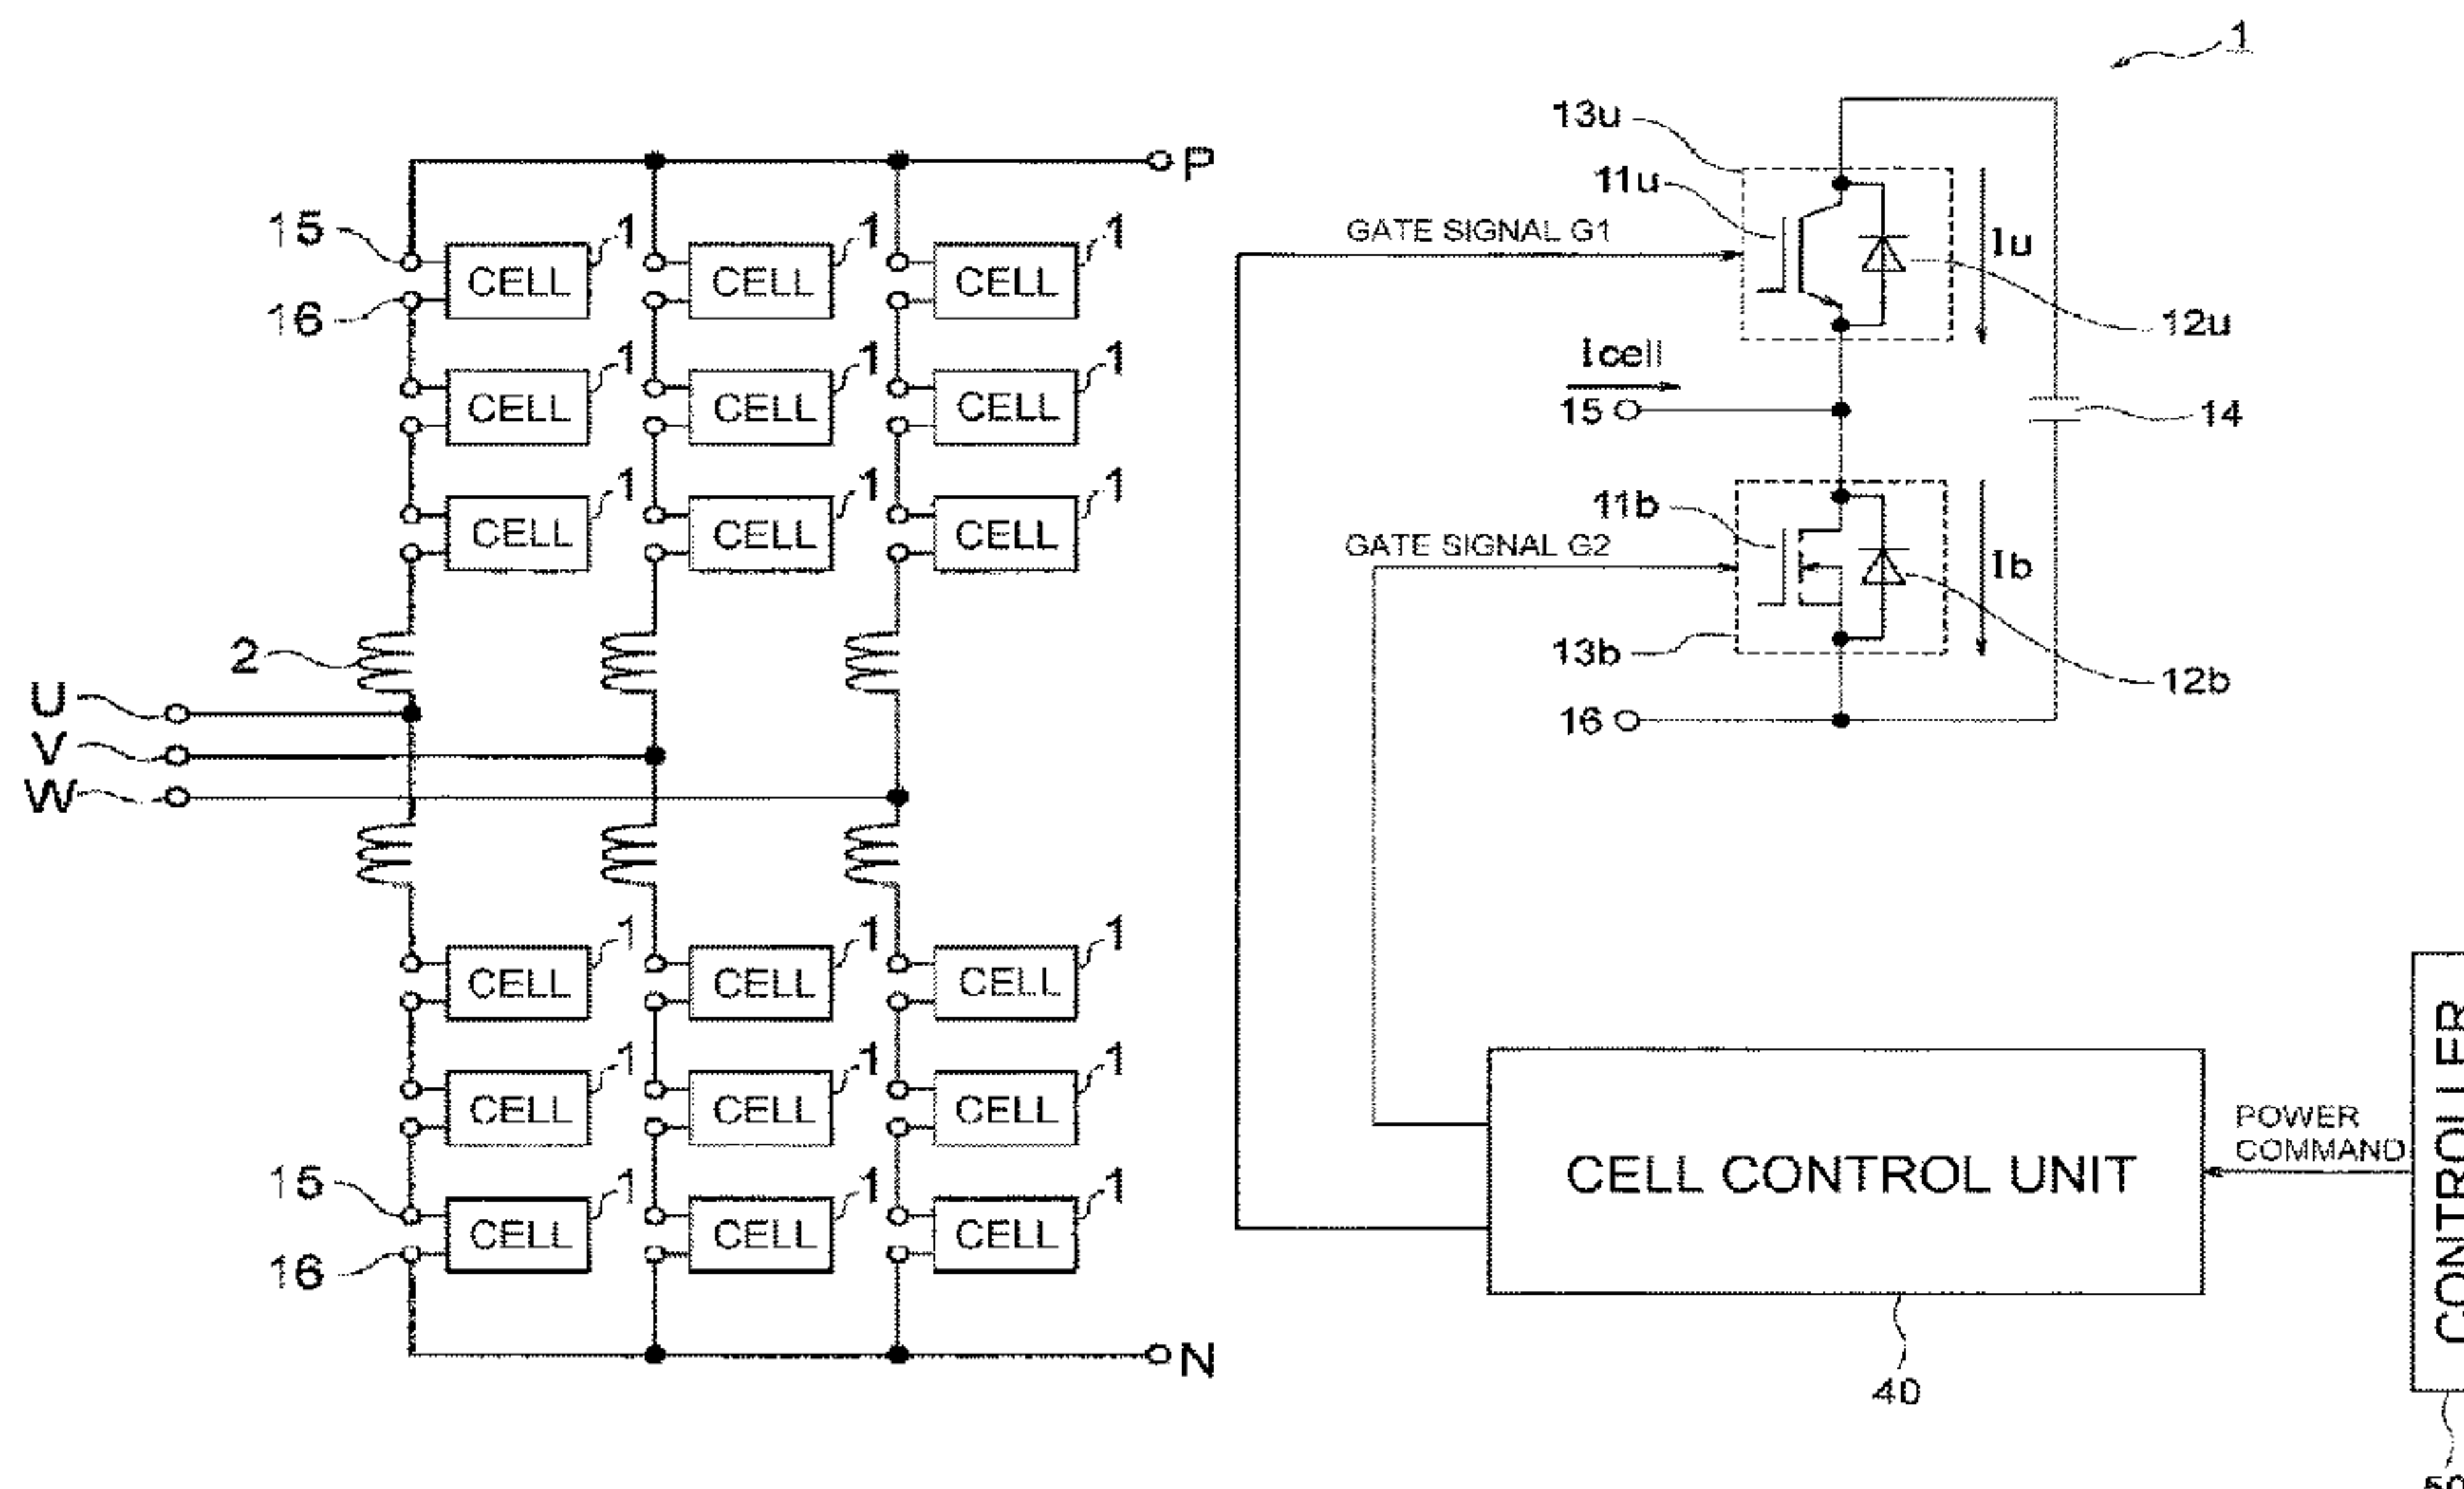 1
P
15
CELL
1
CELL
1
CELL
1
16
CELL
1
CELL
1
CELL
1
CELL
1
CELL
1
CELL
1
2
U
V
W
CELL
1
CELL
1
CELL
1
CELL
1
CELL
1
CELL
1
15
CELL
1
CELL
1
CELL
1
16
N
13u
11u
GATE SIGNAL G1
Iu
12u
Icell
15
14
11b
GATE SIGNAL G2
Ib
13b
12b
16
CELL CONTROL UNIT
40
POWER
COMMAND
CONTROLLER
50